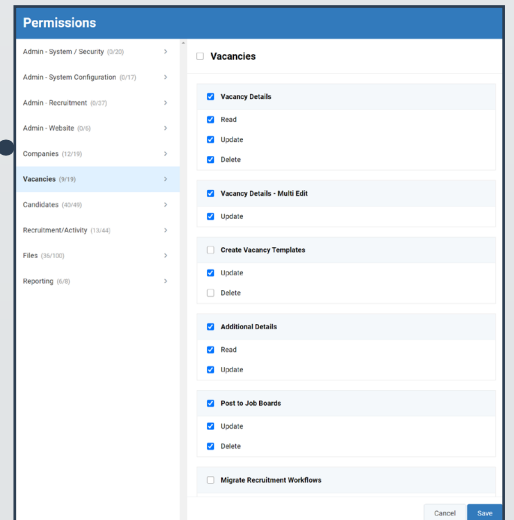 Permissions
Admin - System / Security (0/20)
Admin - System Configuration (0/17)
Admin - Recruitment (0/37)
Admin - Website (0/6)
Companies (12/19)
Vacancies (9/19)
Candidates (40/49)
Recruitment/Activity (13/44)
Files (36/100)
Reporting (6/8)
Vacancies
Vacancy Details
Read
Update
Delete
Vacancy Details - Multi Edit
Update
Create Vacancy Templates
Update
Delete
Additional Details
Read
Update
Post to Job Boards
Update
Delete
Migrate Recruitment Workflows
Cancel
Save